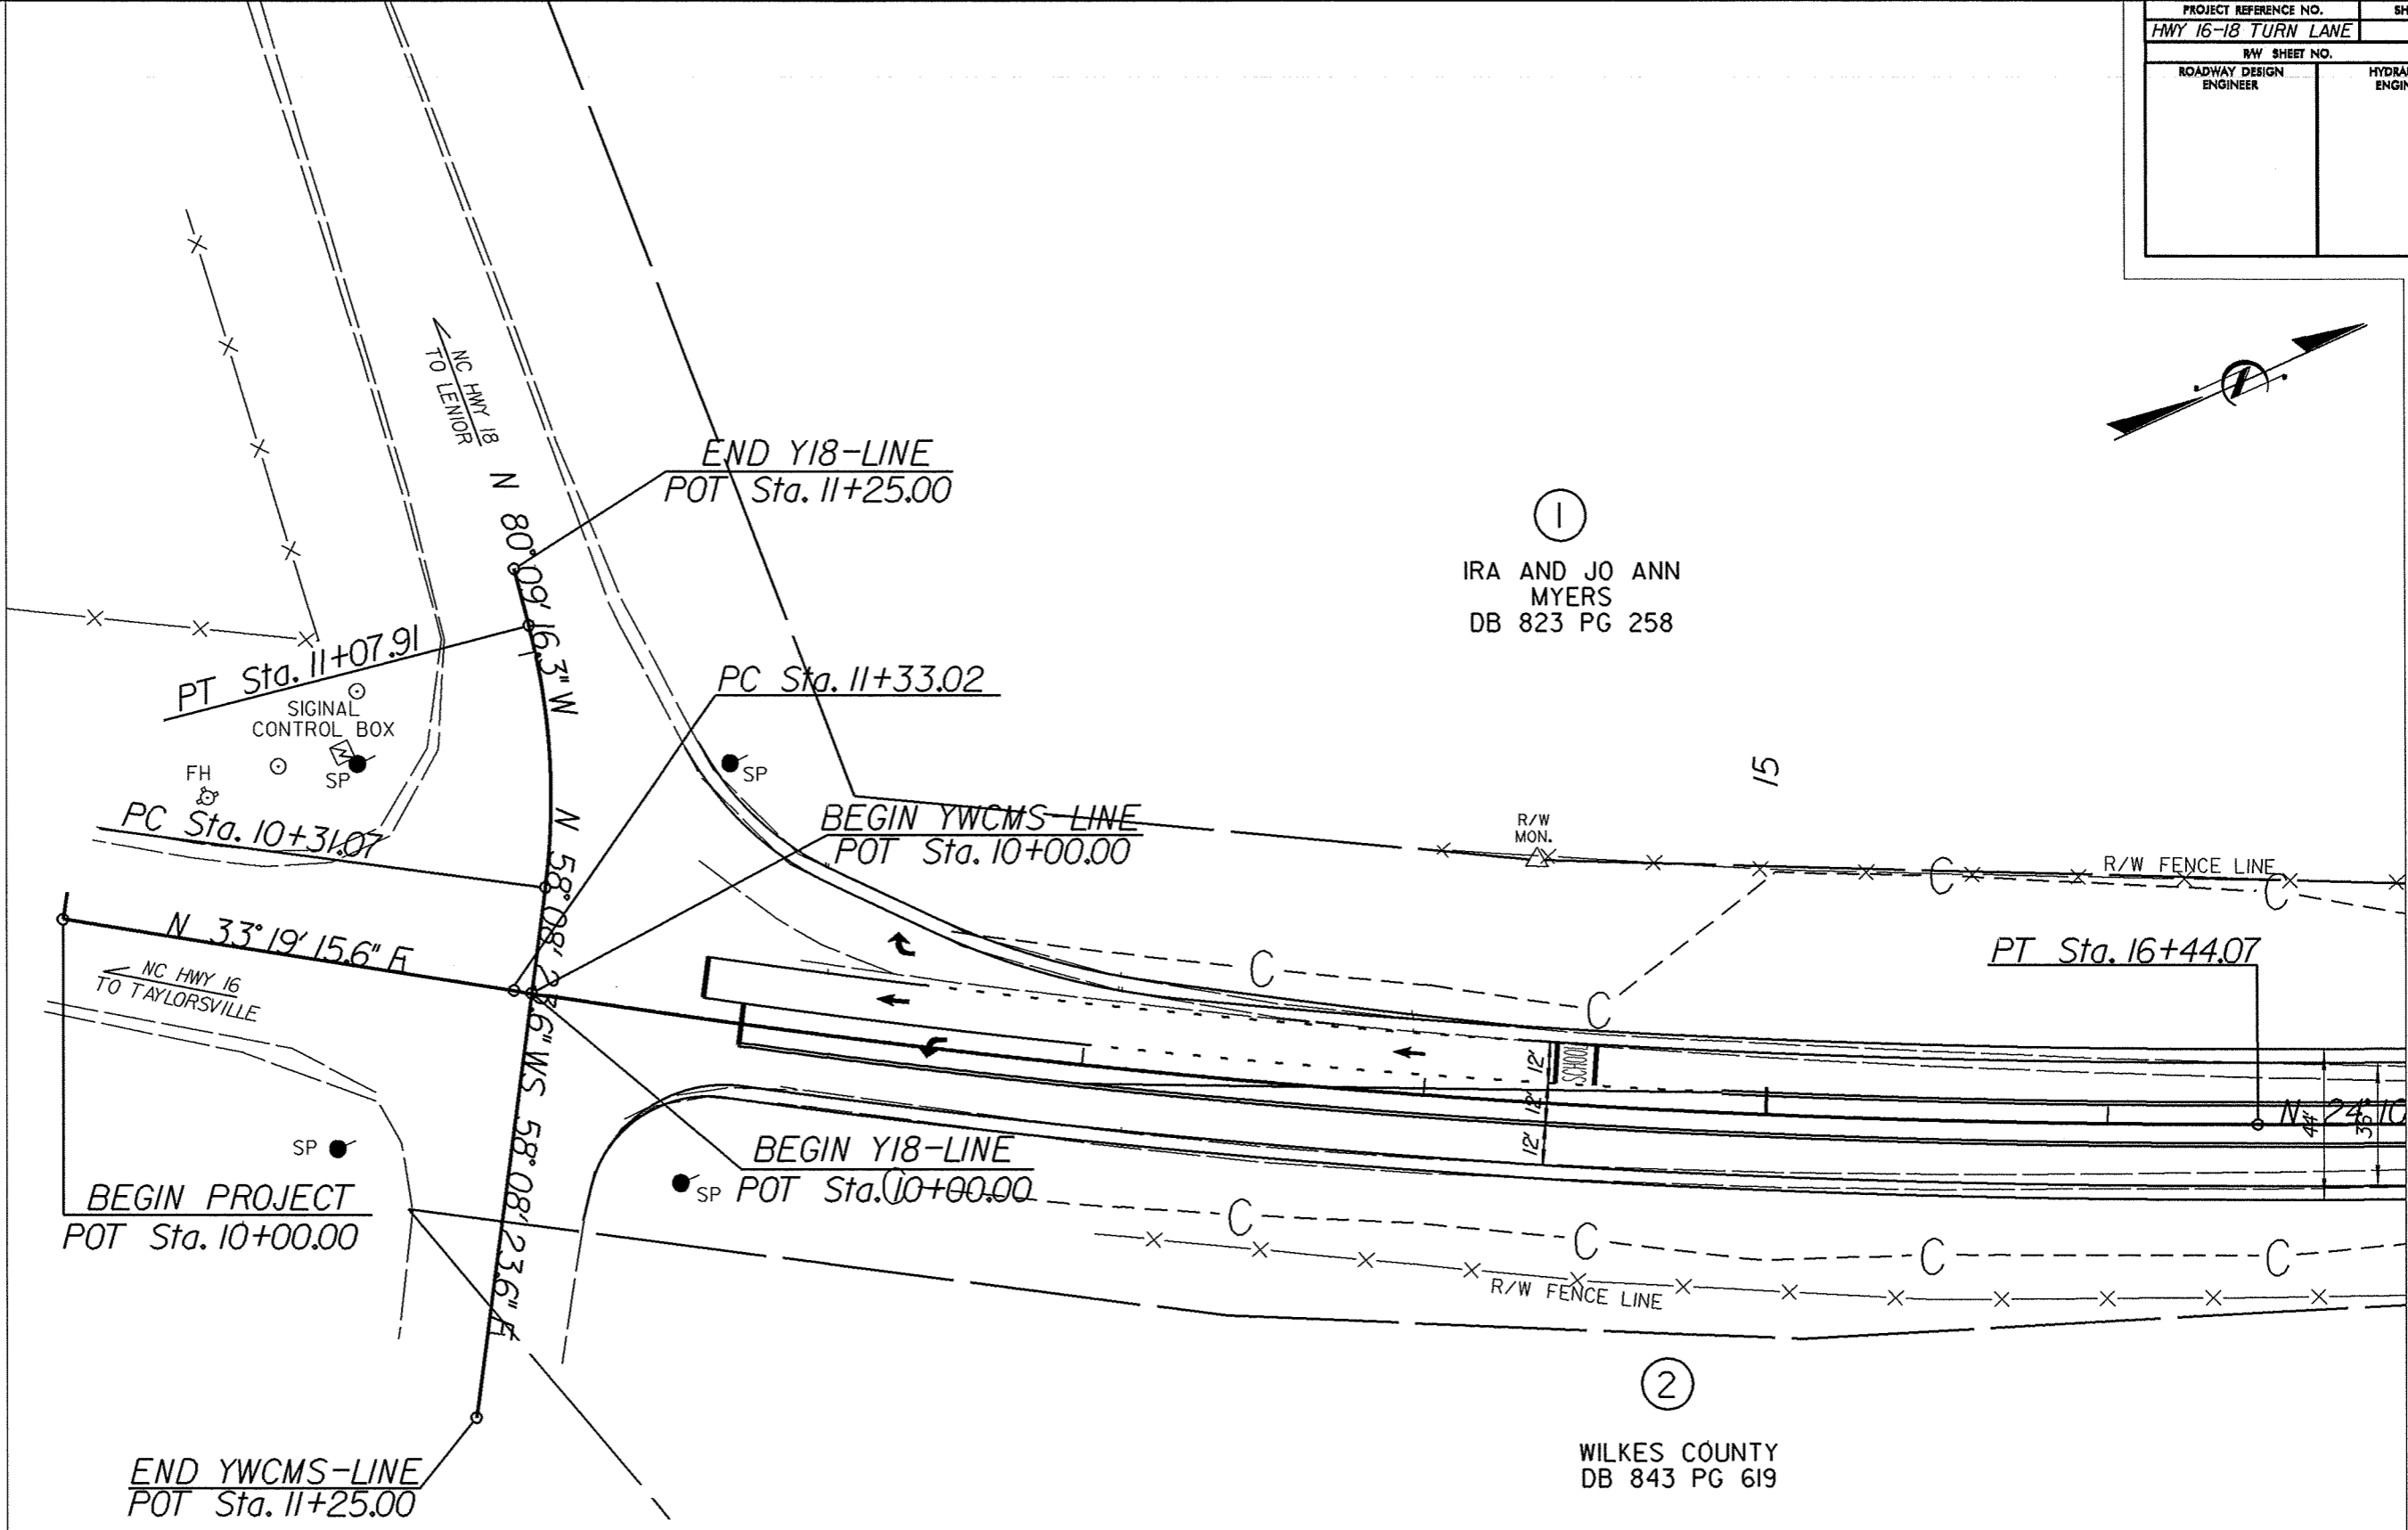 PROJECT REFERENCE NO.
HWY 16-18 TURN LANE
R/W SHEET NO.
ROADWAY DESIGN
ENGINEER
NC HWY 18
TO LENIOR
END Y18-LINE
POT Sta. 11+25.00
N 80° 09' 16.3" W
1
IRA AND JO ANN
MYERS
DB 823 PG 258
PT Sta. 11+07.91
PC Sta. 11+33.02
SIGINAL
CONTROL BOX
SP
FH
SP
15
PC Sta. 10+31.07
BEGIN YWCMS-LINE
POT Sta. 10+00.00
R/W
MON.
C
R/W FENCE LINE
C
N 58° 08' 23.6" W
N 33° 19' 15.6" E
NC HWY 16
TO TAYLORSVILLE
C
C
PT Sta. 16+44.07
12'
SCHOOL
12'
12'
44'
36'
N 24° 10
S 58° 08' 23.6" E
SP
BEGIN Y18-LINE
POT Sta. 10+00.00
SP
BEGIN PROJECT
POT Sta. 10+00.00
C
C
C
C
C
R/W FENCE LINE
2
WILKES COUNTY
DB 843 PG 619
END YWCMS-LINE
POT Sta. 11+25.00